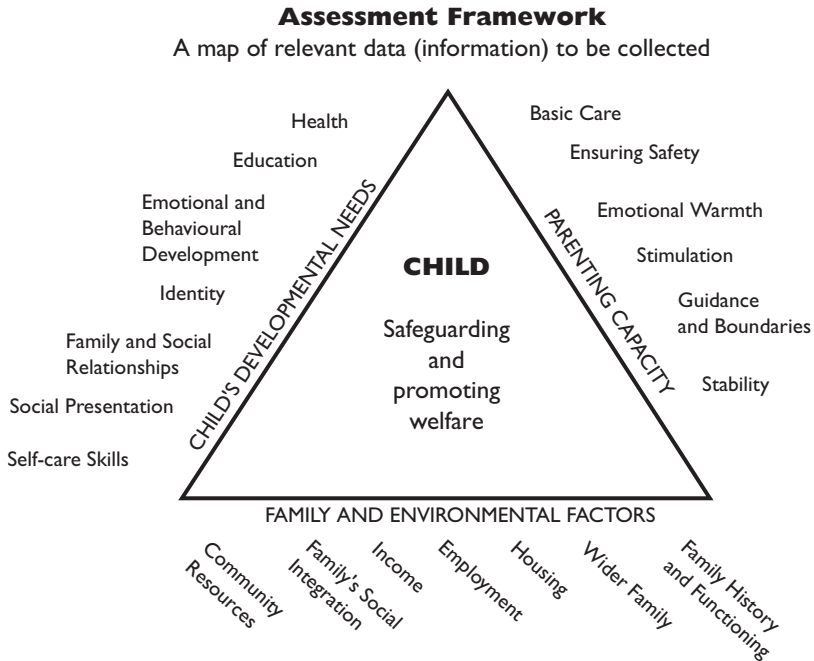 Assessment Framework
A map of relevant data (information) to be collected
Health
Education
Emotional and
Behavioural
Development
Identity
Family and Social
Relationships
Social Presentation
Self-care Skills
CHILD'S DEVELOPMENTAL NEEDS
CHILD
Safeguarding
and
promoting
welfare
PARENTING CAPACITY
Basic Care
Ensuring Safety
Emotional Warmth
Stimulation
Guidance
and Boundaries
Stability
FAMILY AND ENVIRONMENTAL FACTORS
Community
Resources
Family's Social
Integration
Income
Employment
Housing
Wider Family
Family History
and Functioning